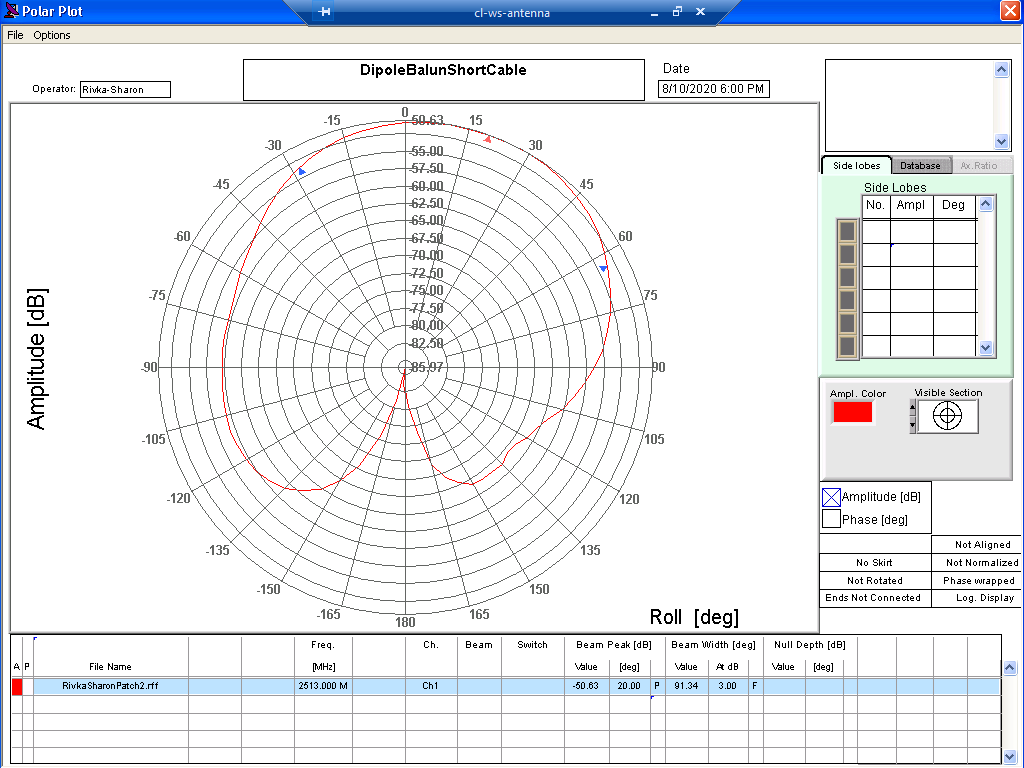 Polar Plot
cl-ws-antenna
File Options
DipoleBalunShortCable
Operator: Rivka-Sharon
Date
8/10/2020 6:00 PM
Amplitude [dB]
0
15
30
45
60
75
90
105
120
135
150
165
180
-165
-150
-135
-120
-105
-90
-75
-60
-45
-30
-15
-50.63
-55.00
-57.50
-60.00
-62.50
-65.00
-67.50
-70.00
-72.50
-75.00
-77.50
-80.00
-82.50
-85.97
Roll [deg]
Side lobes Database Ax.Ratio
Side Lobes
No. Ampl Deg
Ampl. Color Visible Section
Amplitude [dB]
Phase [deg]
Not Aligned
No Skirt Not Normalized
Not Rotated Phase wrapped
Ends Not Connected Log. Display
Freq. Ch. Beam Switch Beam Peak [dB] Beam Width [deg] Null Depth [dB]
A P File Name [MHz] Value [deg] Value At dB Value [deg]
RivkaSharonPatch2.rff 2513.000 M Ch1 -50.63 20.00 P 91.34 3.00 F